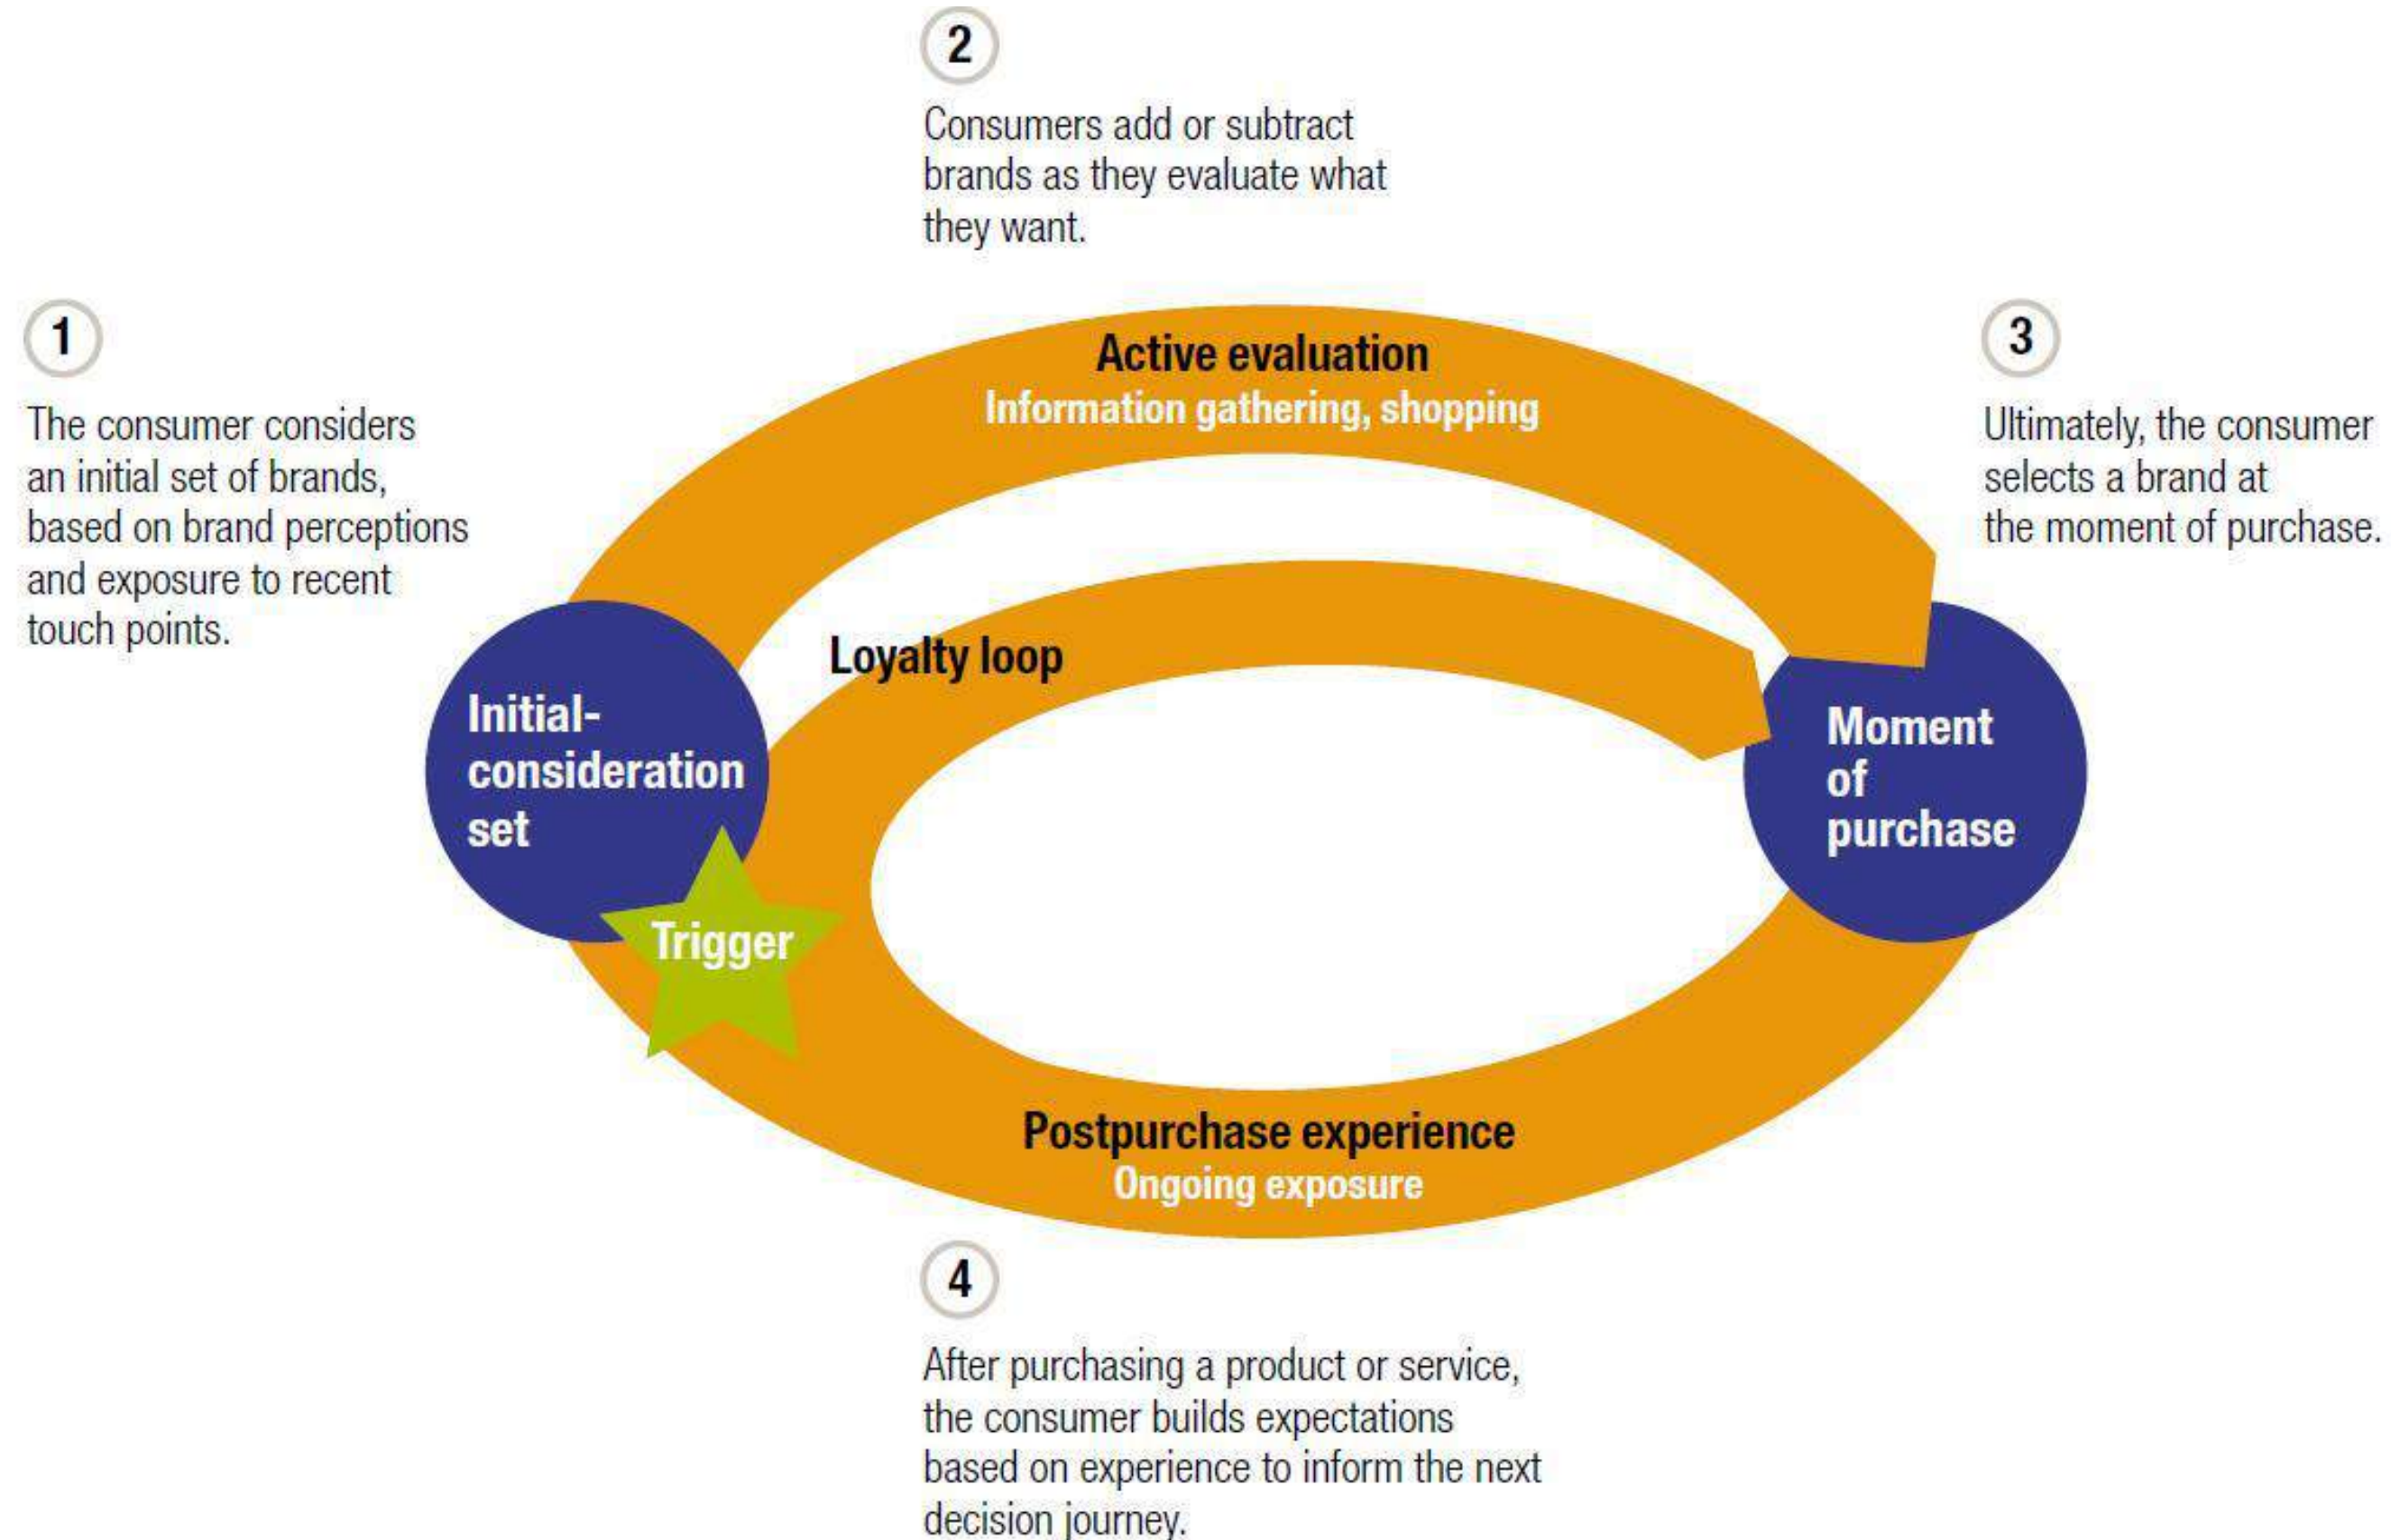 1
The consumer considers
an initial set of brands,
based on brand perceptions
and exposure to recent
touch points.
2
Consumers add or subtract
brands as they evaluate what
they want.
3
Ultimately, the consumer
selects a brand at
the moment of purchase.
Active evaluation
Information gathering, shopping
Loyalty loop
Initial-
consideration
set
Trigger
Moment
of
purchase
Postpurchase experience
Ongoing exposure
4
After purchasing a product or service,
the consumer builds expectations
based on experience to inform the next
decision journey.